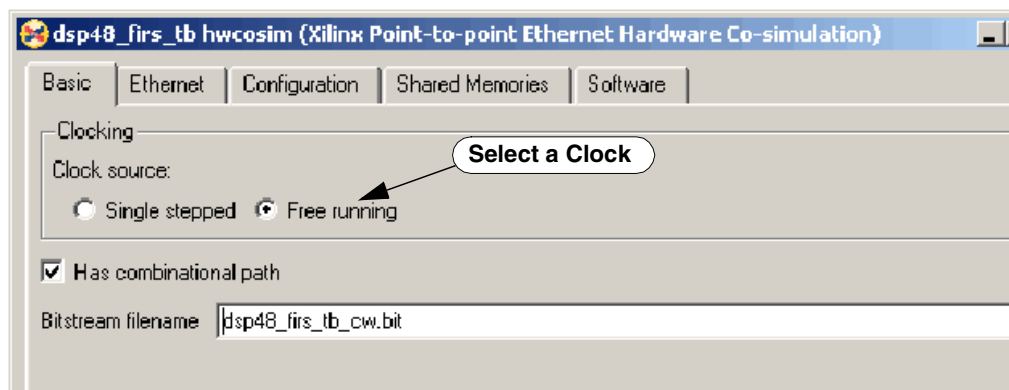 dsp48_firs_tb hwcosim (Xilinx Point-to-point Ethernet Hardware Co-simulation)
Basic Ethernet Configuration Shared Memories Software
Clocking
Select a Clock
Clock source:
Single stepped Free running
Has combinational path
Bitstream filename dsp48_firs_tb_cw.bit